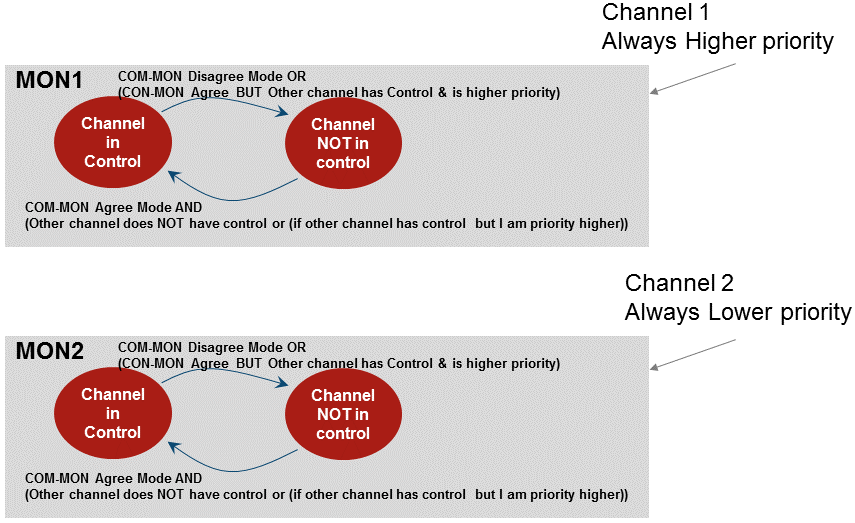 Channel 1
Always Higher priority
MON1
COM-MON Disagree Mode OR
(CON-MON Agree BUT Other channel has Control & is higher priority)
Channel
in
Control
Channel
NOT in
control
COM-MON Agree Mode AND
(Other channel does NOT have control or (if other channel has control but I am priority higher))
Channel 2
Always Lower priority
MON2
COM-MON Disagree Mode OR
(CON-MON Agree BUT Other channel has Control & is higher priority)
Channel
in
Control
Channel
NOT in
control
COM-MON Agree Mode AND
(Other channel does NOT have control or (if other channel has control but I am priority higher))